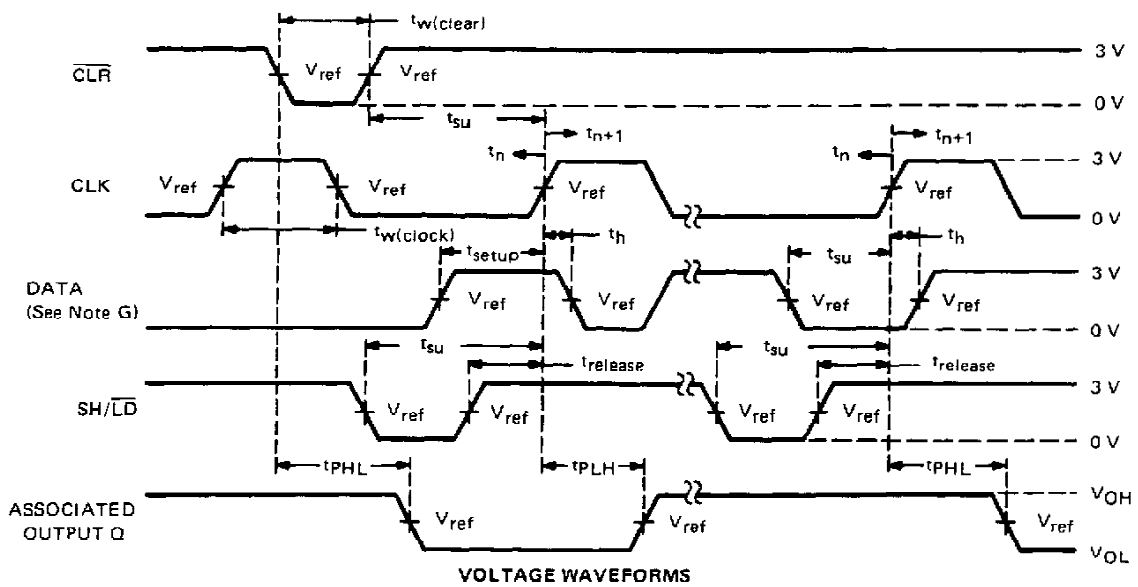 tw(clear)
CLR Vref Vref 3 V
0 V
tsu tn+1 tn+1
tn tn
CLK Vref Vref Vref Vref 3 V
0 V
tw(clock) th th
tsetup tsu
DATA
(See Note G)
Vref Vref Vref Vref 3 V
0 V
tsu trelease tsu trelease
SH/LD Vref Vref Vref Vref 3 V
0 V
tPHL tPLH tPHL
ASSOCIATED
OUTPUT Q
Vref Vref Vref VOH
VOL
VOLTAGE WAVEFORMS